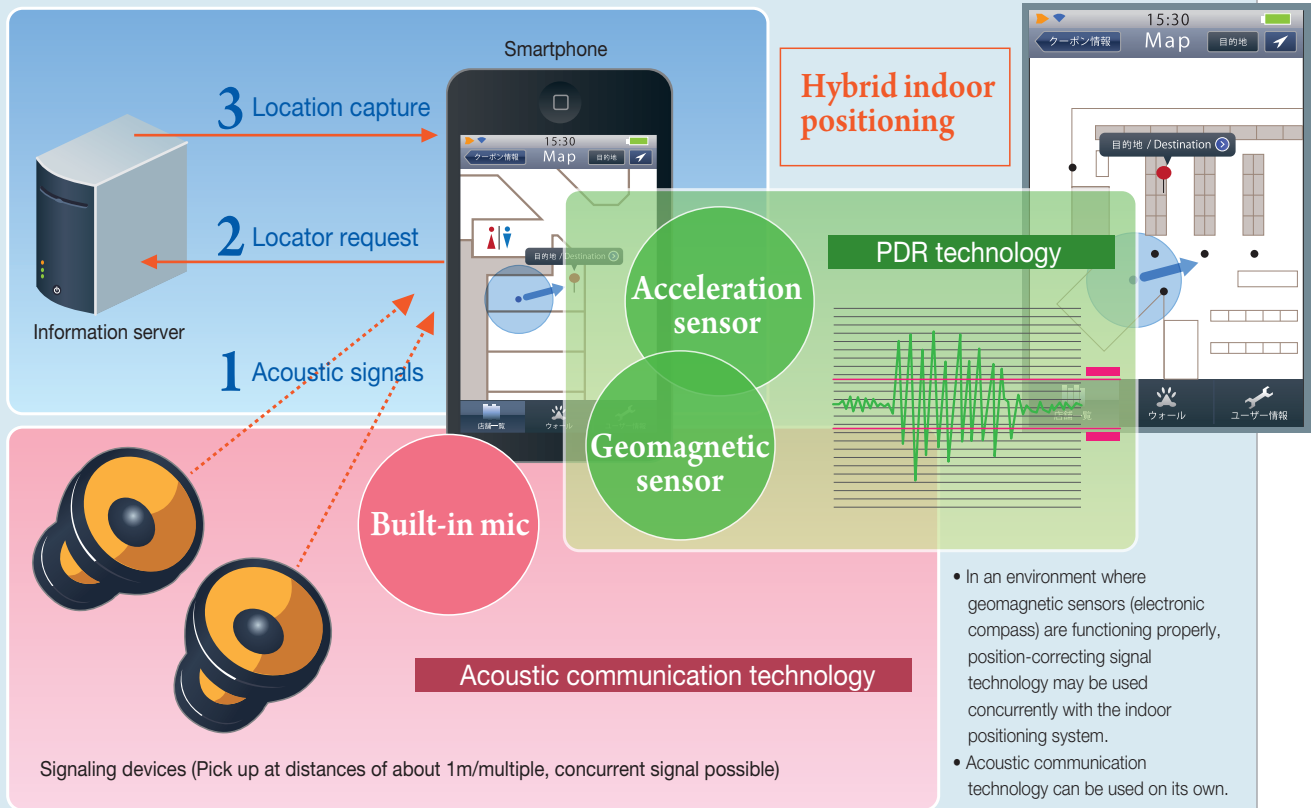 Smartphone
3 Location capture
2 Locator request
Information server
1 Acoustic signals
15:30
クーポン情報
Map
目的地
目的地 / Destination
店舗一覧
ウォール
Hybrid indoor
positioning
15:30
クーポン情報
Map
目的地
目的地 / Destination
店舗一覧
ウォール
ユーザー情報
PDR technology
Acceleration
sensor
Geomagnetic
sensor
Built-in mic
Acoustic communication technology
Signaling devices (Pick up at distances of about 1m/multiple, concurrent signal possible)
• In an environment where
geomagnetic sensors (electronic
compass) are functioning properly,
position-correcting signal
technology may be used
concurrently with the indoor
positioning system.
• Acoustic communication
technology can be used on its own.